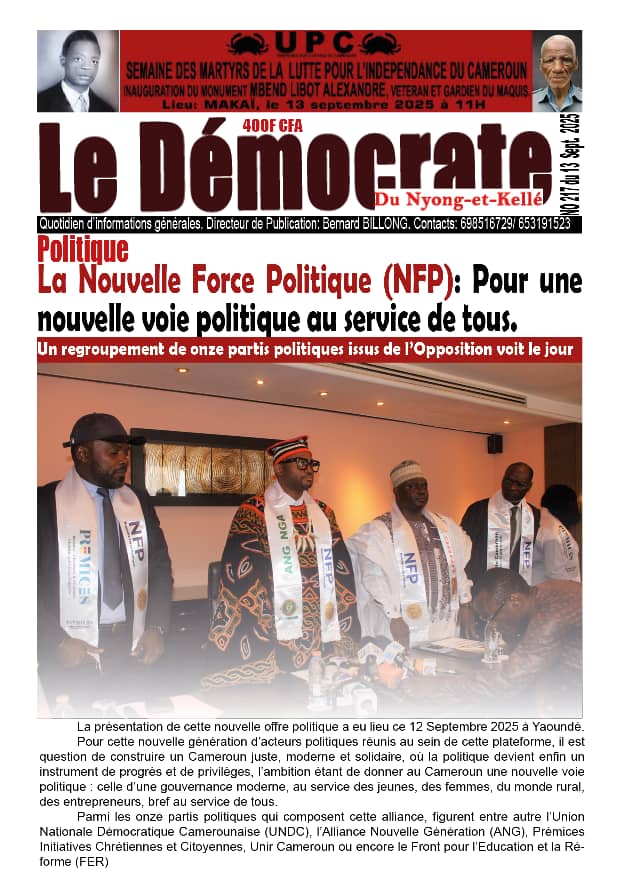 UPC
SEMAINE DES MARTYRS DE LA LUTTE POUR L'INDEPENDANCE DU CAMEROUN
INAUGURATION DU MONUMENT MBEND LIBOT ALEXANDRE, VETERAN ET GARDIEN DU MAQUIS
Lieu: MAKAÏ, le 13 septembre 2025 à 11H
400F CFA
Le Démocrate
Du Nyong-et-Kellé
NO 217 du 13 Sept. 2025
Quotidien d'informations générales. Directeur de Publication: Bernard BILLONG. Contacts: 698516729/ 653191523
Politique
La Nouvelle Force Politique (NFP): Pour une
nouvelle voie politique au service de tous.
Un regroupement de onze partis politiques issus de l'Opposition voit le jour
PREMICES
NFP
ANG NGA
NFP
NFP
NFP
La présentation de cette nouvelle offre politique a eu lieu ce 12 Septembre 2025 à Yaoundé.
Pour cette nouvelle génération d'acteurs politiques réunis au sein de cette plateforme, il est
question de construire un Cameroun juste, moderne et solidaire, où la politique devient enfin un
instrument de progrès et de privilèges, l'ambition étant de donner au Cameroun une nouvelle voie
politique : celle d'une gouvernance moderne, au service des jeunes, des femmes, du monde rural,
des entrepreneurs, bref au service de tous.
Parmi les onze partis politiques qui composent cette alliance, figurent entre autre l'Union
Nationale Démocratique Camerounaise (UNDC), l'Alliance Nouvelle Génération (ANG), Prémices
Initiatives Chrétiennes et Citoyennes, Unir Cameroun ou encore le Front pour l'Education et la Ré-
forme (FER)